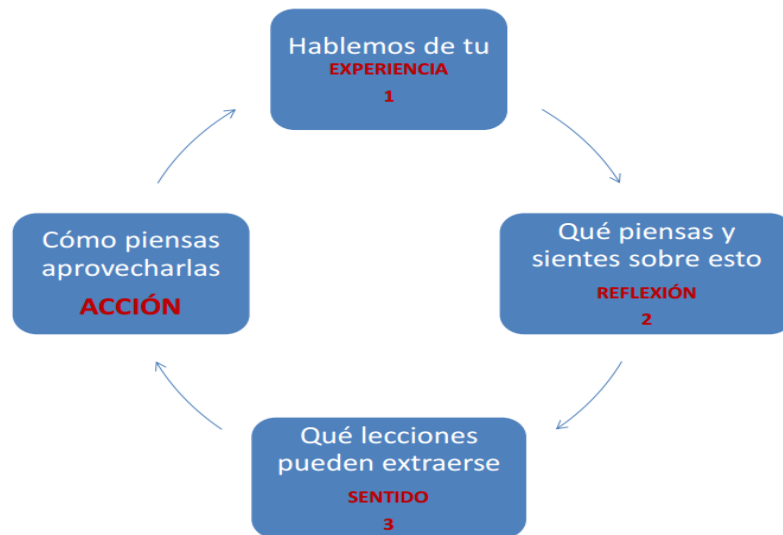 Hablemos de tu
EXPERIENCIA
1
Qué piensas y
sientes sobre esto
REFLEXIÓN
2
Qué lecciones
pueden extraerse
SENTIDO
3
Cómo piensas
aprovecharlas
ACCIÓN